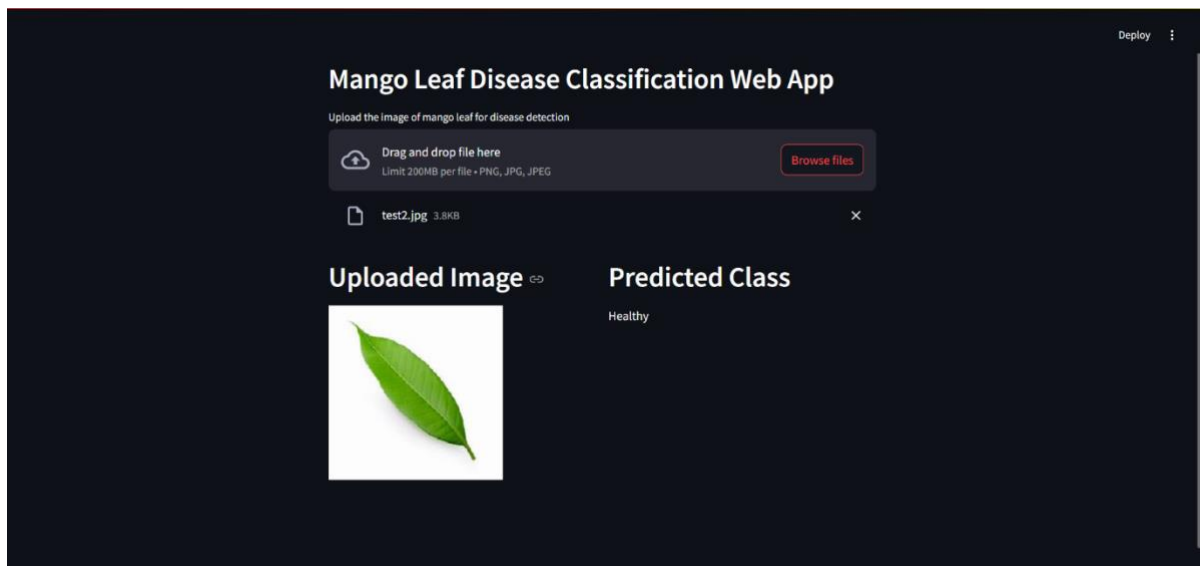 Deploy
Mango Leaf Disease Classification Web App
Upload the image of mango leaf for disease detection
Drag and drop file here
Limit 200MB per file • PNG, JPG, JPEG
Browse files
test2.jpg 3.8KB
Uploaded Image
Predicted Class
Healthy